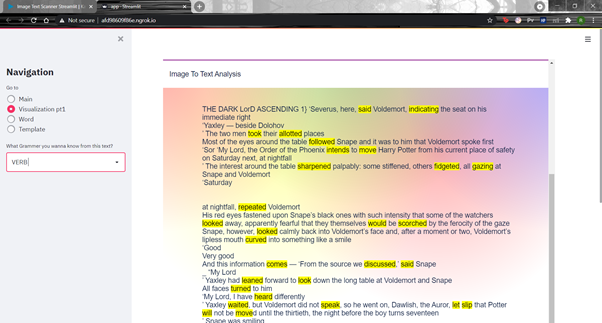 Image Text Scanner Streamlit | h
app · Streamlit
Not secure | afd98609f86e.ngrok.io
Navigation
Go to
Main
Visualization pt1
Word
Template
What Grammer you wanna know from this text?
VERB
Image To Text Analysis
THE DARK LorD ASCENDING 1} 'Severus, here, said Voldemort, indicating the seat on his
immediate right
'Yaxley — beside Dolohov
' The two men took their allotted places
Most of the eyes around the table followed Snape and it was to him that Voldemort spoke first
'Sor 'My Lord, the Order of the Phoenix intends to move Harry Potter from his current place of safety
on Saturday next, at nightfall
' The interest around the table sharpened palpably: some stiffened, others fidgeted, all gazing at
Snape and Voldemort
'Saturday
at nightfall, repeated Voldemort
His red eyes fastened upon Snape's black ones with such intensity that some of the watchers
looked away, apparently fearful that they themselves would be scorched by the ferocity of the gaze
Snape, however, looked calmly back into Voldemort's face and, after a moment or two, Voldemort's
lipless mouth curved into something like a smile
'Good
Very good
And this information comes — 'From the source we discussed,' said Snape
_ 'My Lord
' Yaxley had leaned forward to look down the long table at Voldemort and Snape
All faces turned to him
'My Lord, I have heard differently
' Yaxley waited, but Voldemort did not speak, so he went on, Dawlish, the Auror, let slip that Potter
will not be moved until the thirtieth, the night before the boy turns seventeen
' Snape was smiling